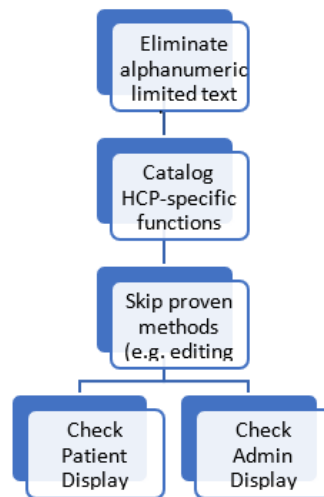 Eliminate
alphanumeric
limited text
Catalog
HCP-specific
functions
Skip proven
methods
(e.g. editing
Check
Patient
Display
Check
Admin
Display